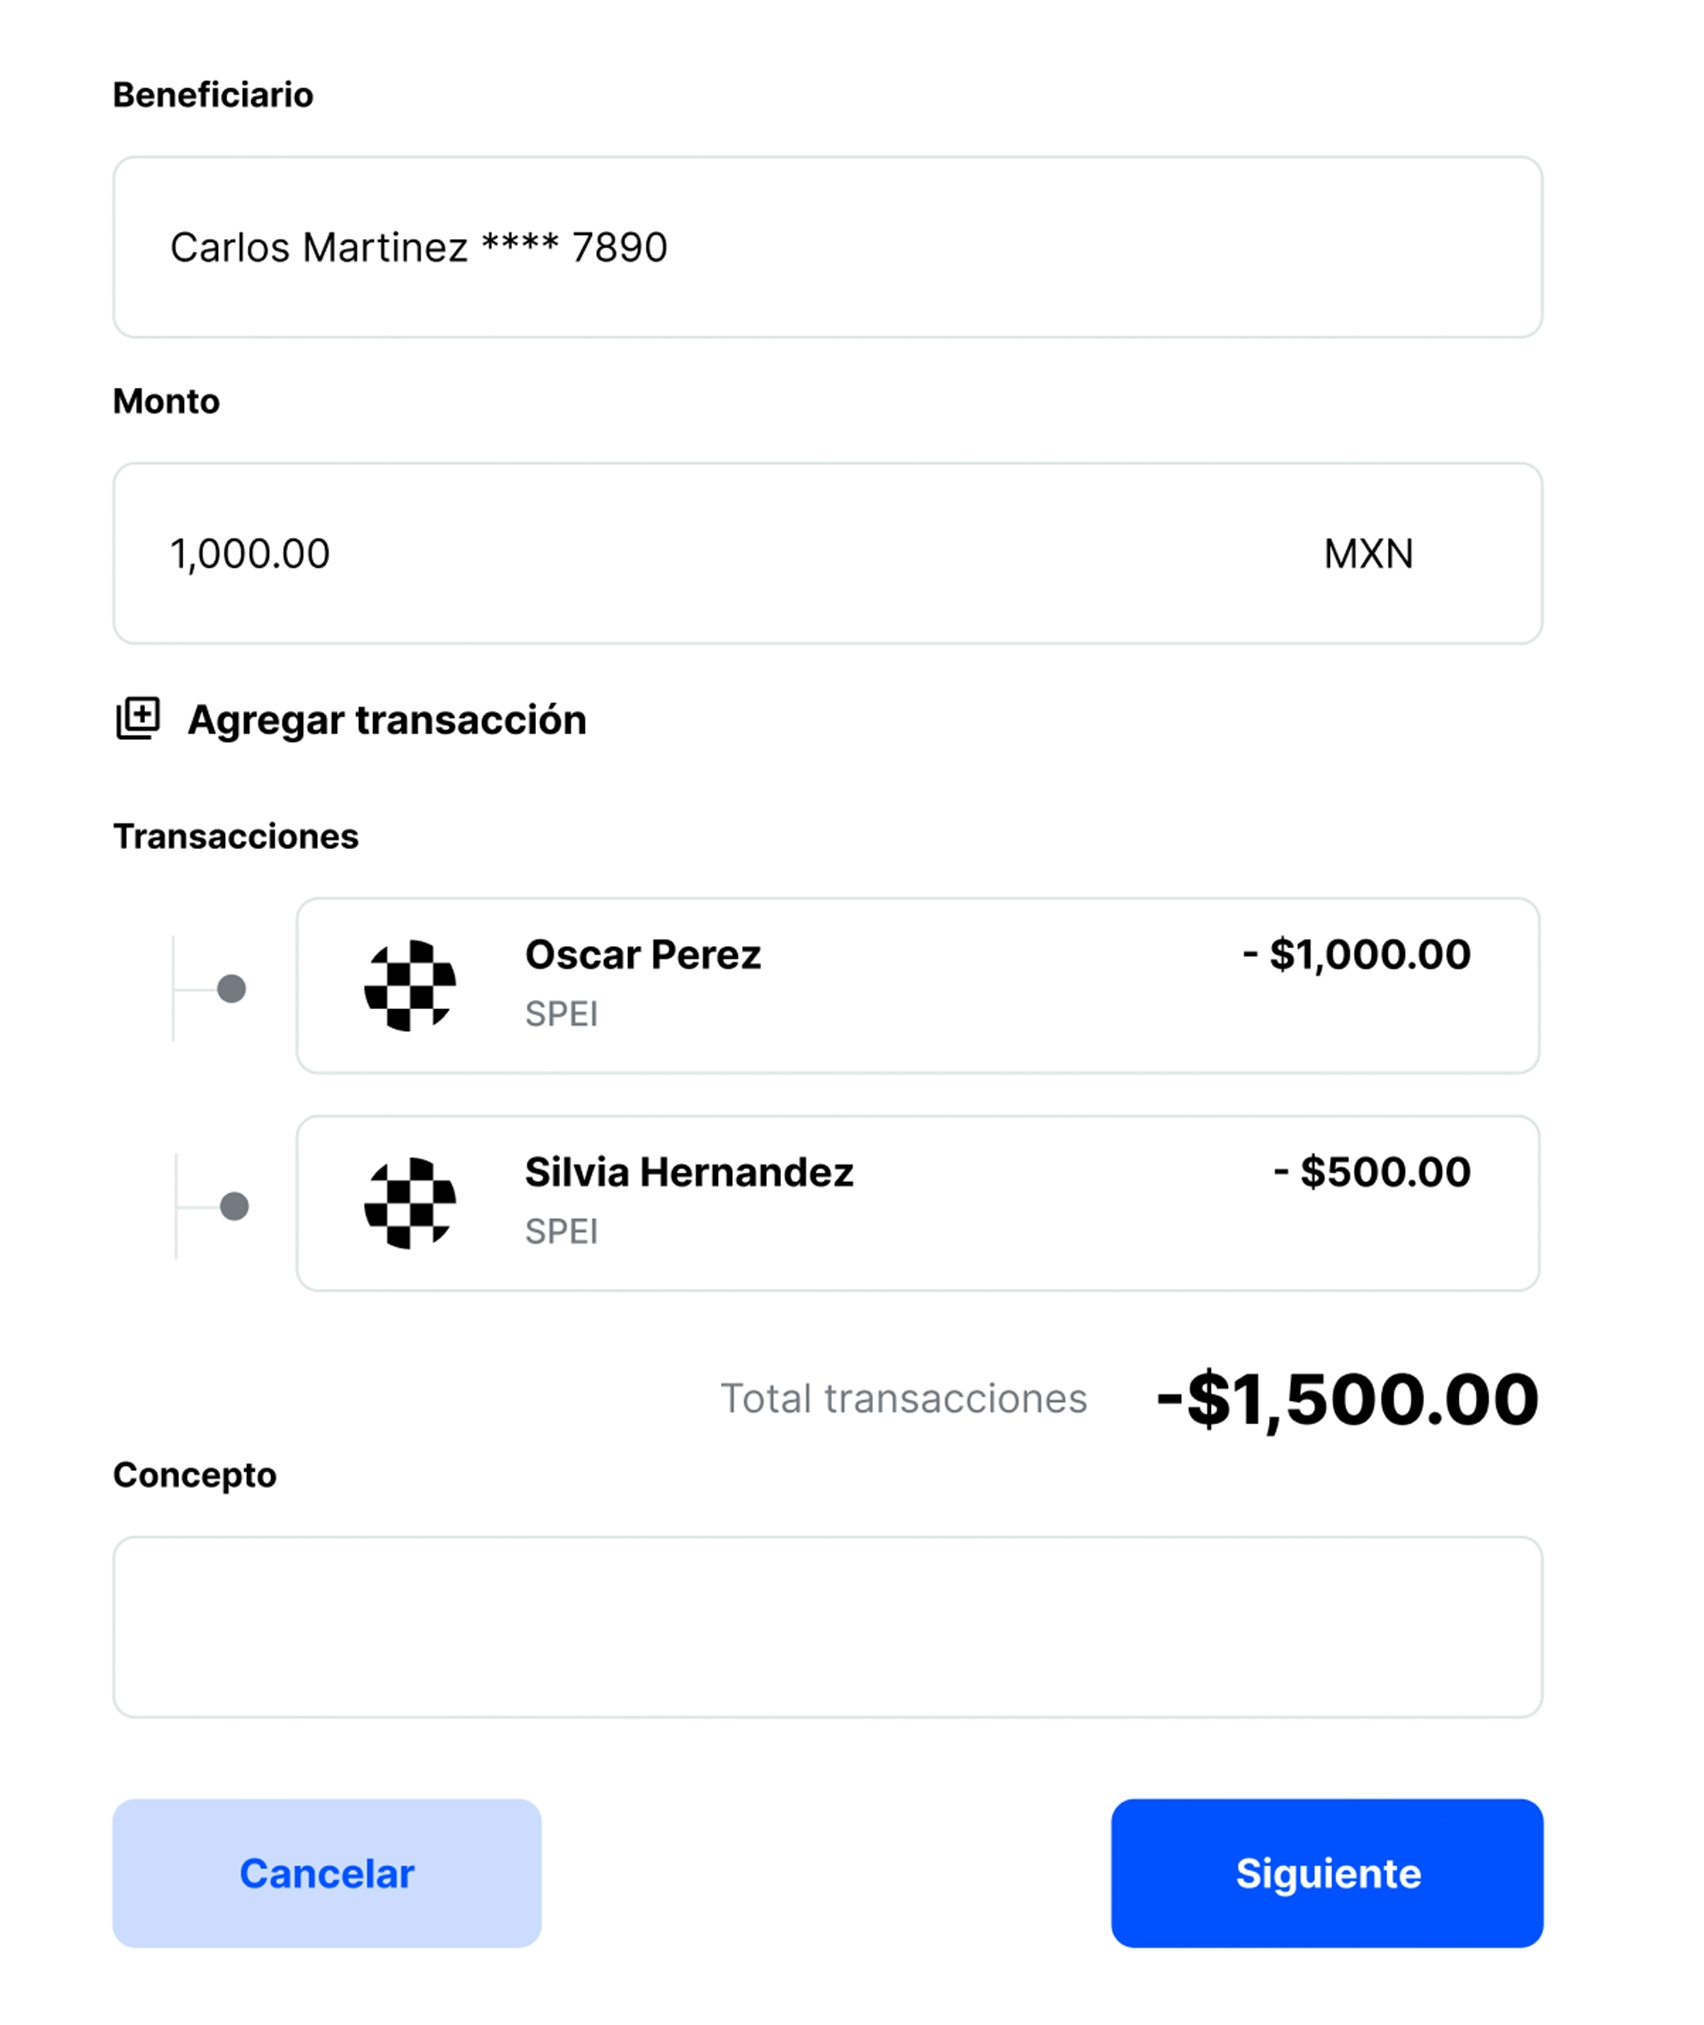 Beneficiario
Carlos Martinez **** 7890
Monto
1,000.00 MXN
Agregar transacción
Transacciones
Oscar Perez - $1,000.00
SPEI
Silvia Hernandez - $500.00
SPEI
Total transacciones -$1,500.00
Concepto
Cancelar Siguiente